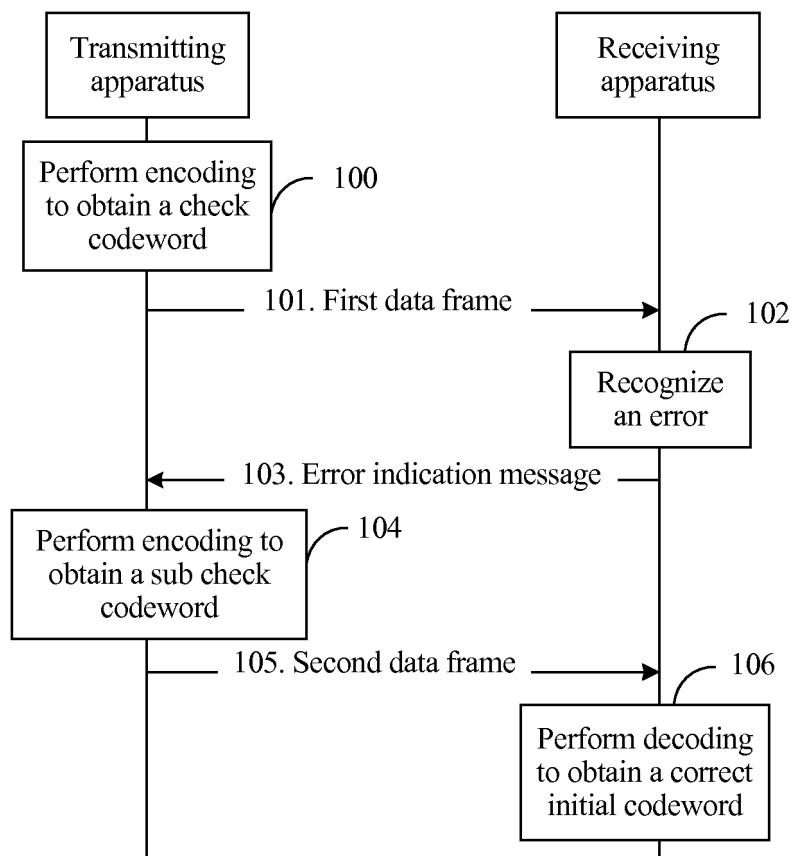 Transmitting
apparatus
Receiving
apparatus
Perform encoding
to obtain a check
codeword
100
101. First data frame
102
Recognize
an error
103. Error indication message
104
Perform encoding to
obtain a sub check
codeword
105. Second data frame
106
Perform decoding
to obtain a correct
initial codeword